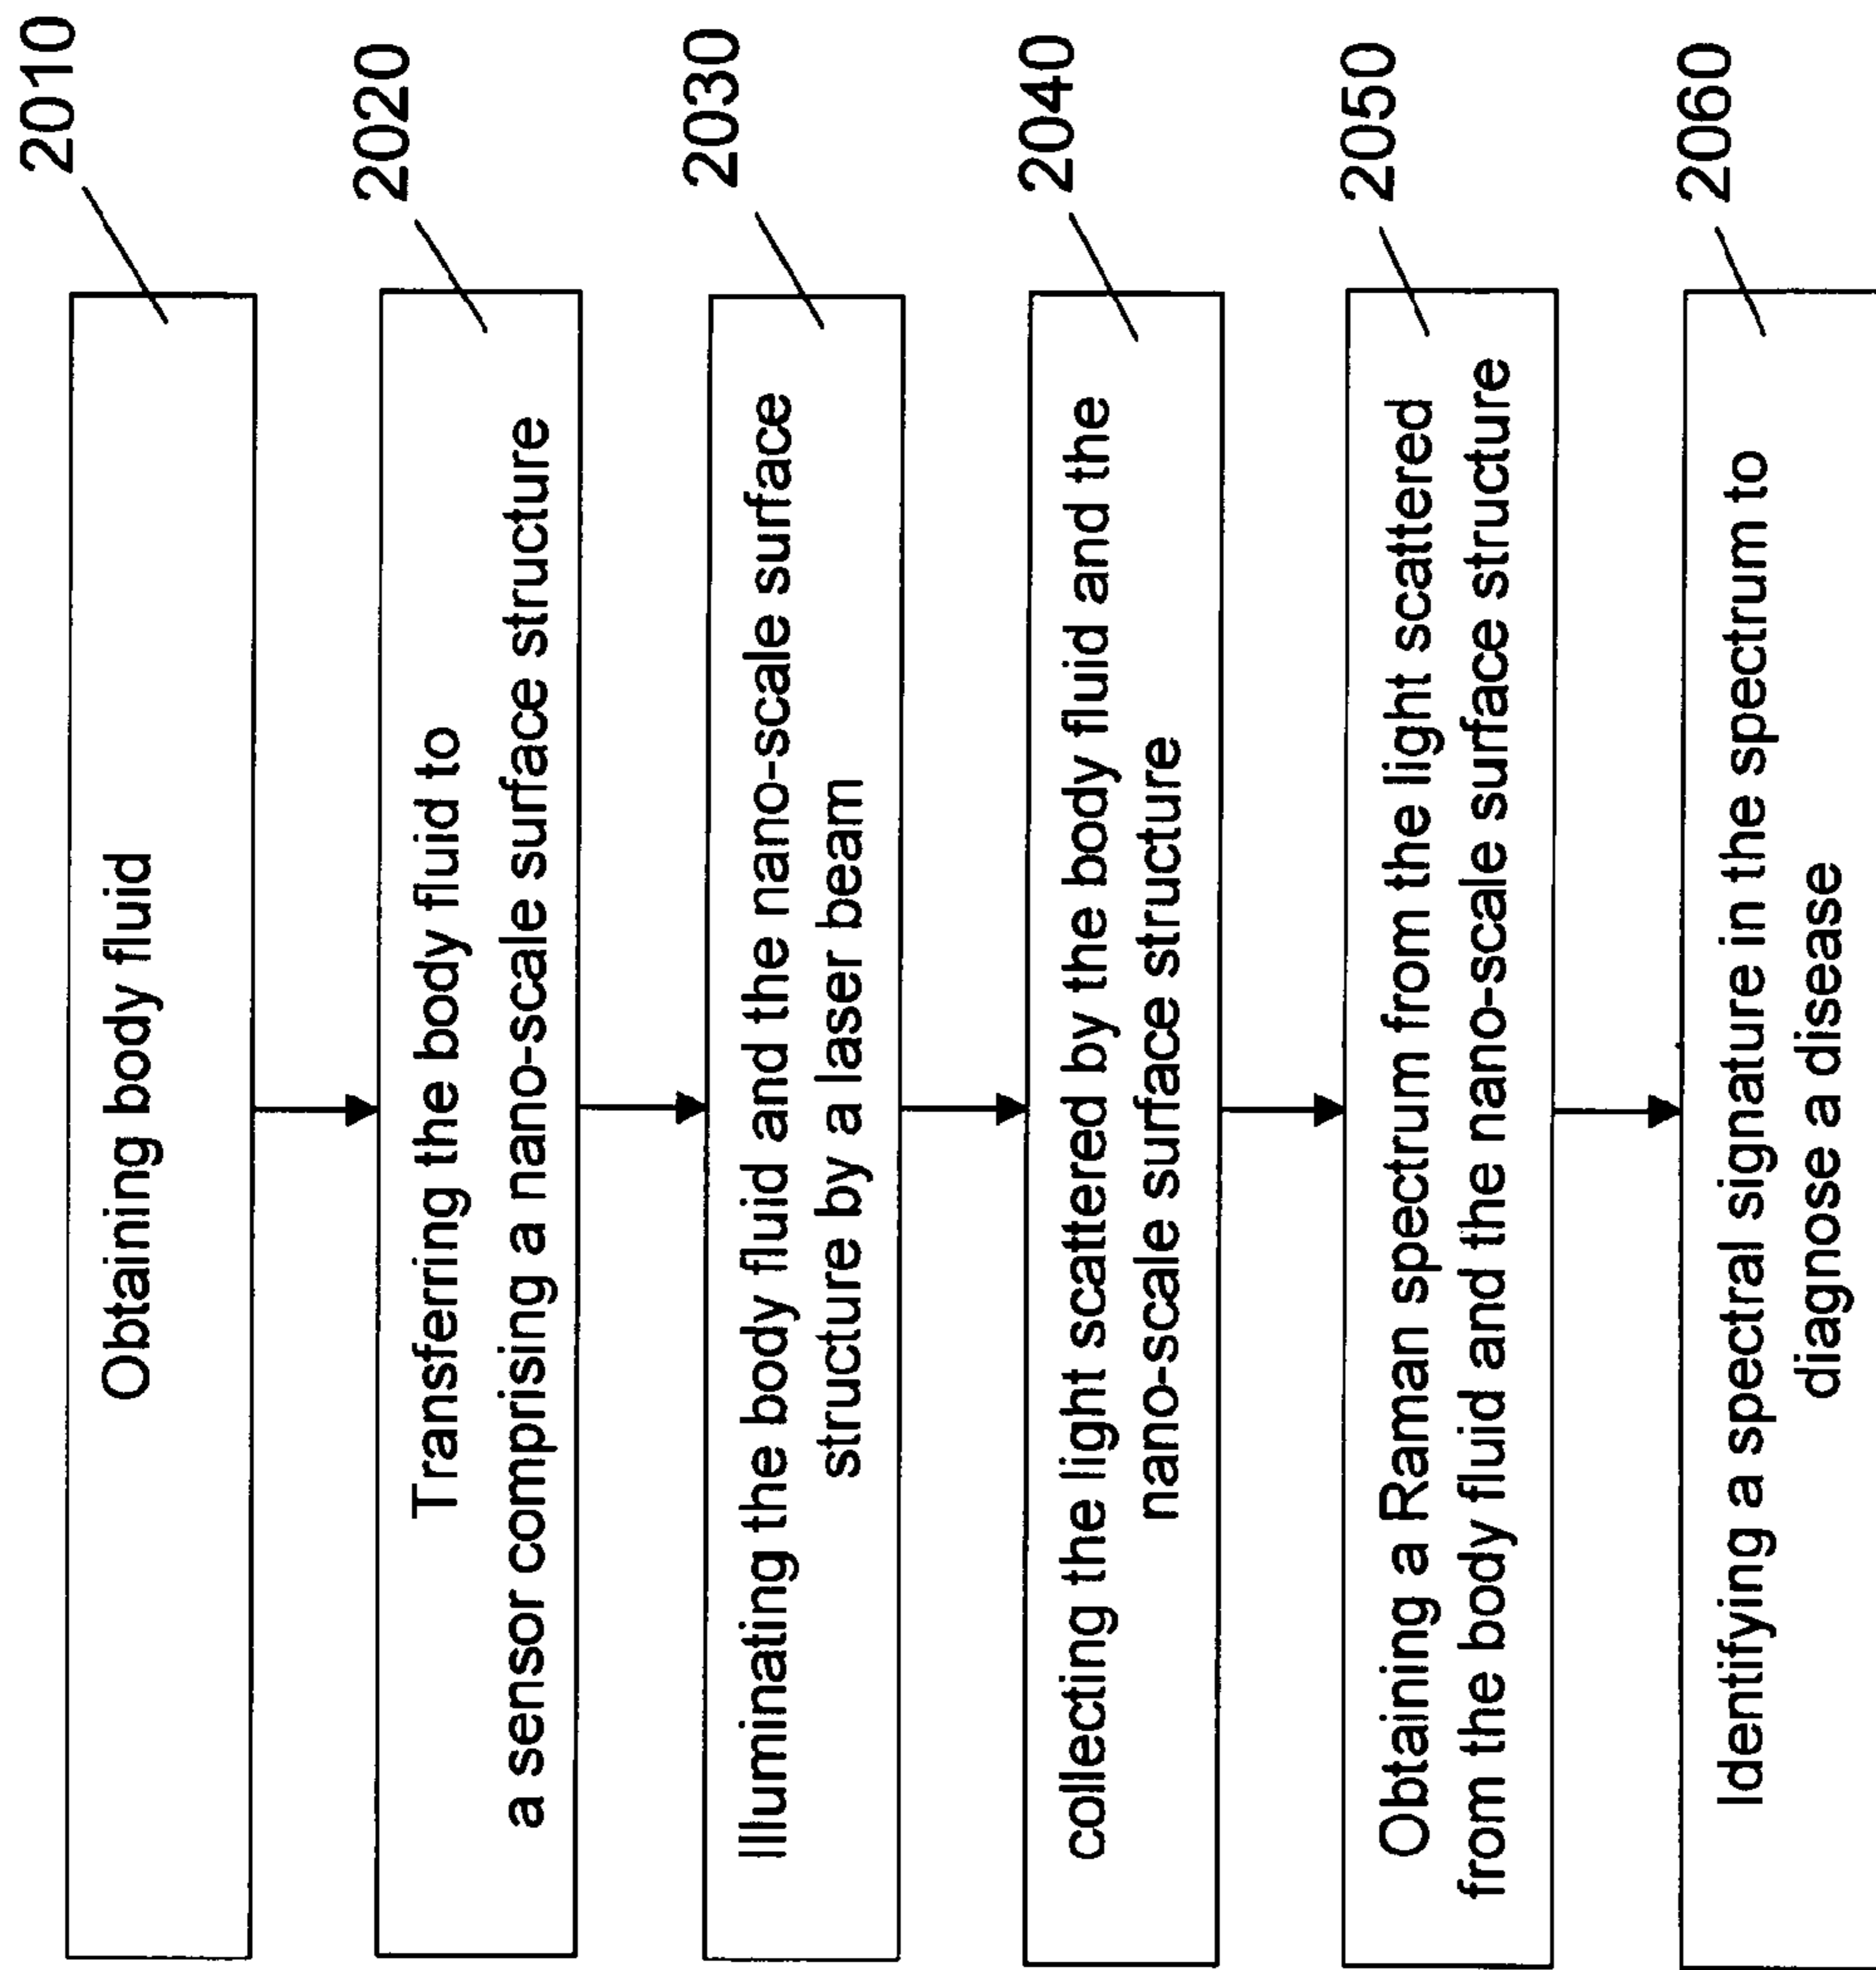 2010
Obtaining body fluid
2020
Transferring the body fluid to
a sensor comprising a nano-scale surface structure
2030
Illuminating the body fluid and the nano-scale surface
structure by a laser beam
2040
collecting the light scattered by the body fluid and the
nano-scale surface structure
2050
Obtaining a Raman spectrum from the light scattered
from the body fluid and the nano-scale surface structure
2060
Identifying a spectral signature in the spectrum to
diagnose a disease